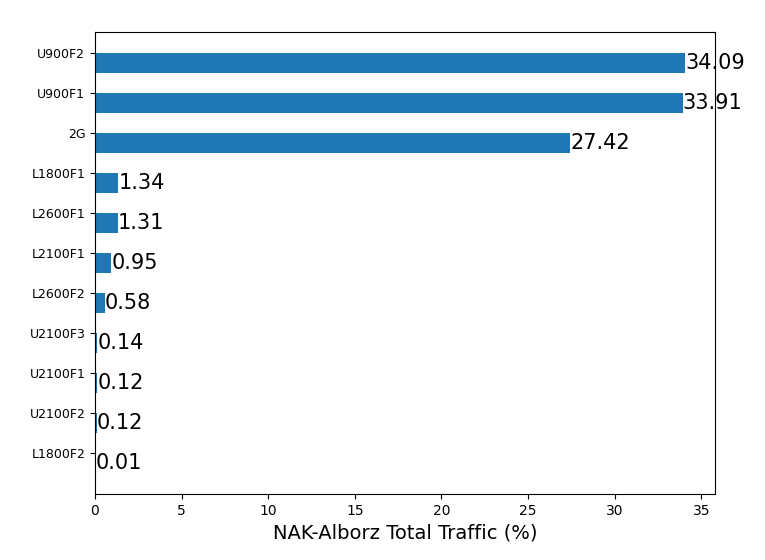 U900F2 34.09
U900F1 33.91
2G 27.42
L1800F1 1.34
L2600F1 1.31
L2100F1 0.95
L2600F2 0.58
U2100F3 0.14
U2100F1 0.12
U2100F2 0.12
L1800F2 0.01
0 5 10 15 20 25 30 35
NAK-Alborz Total Traffic (%)